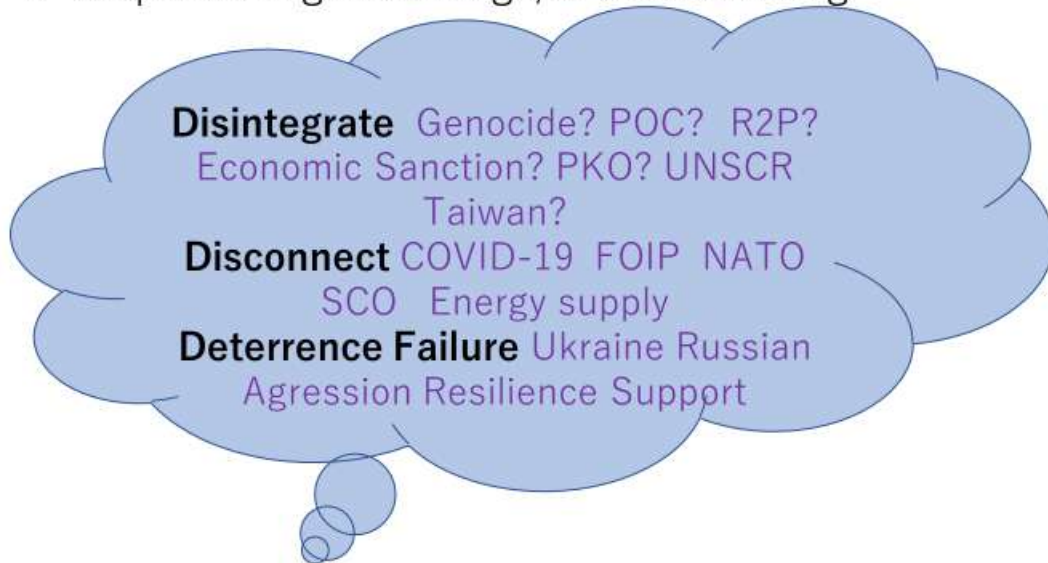 Disintegrate Genocide? POC? R2P?
Economic Sanction? PKO? UNSCR
Taiwan?
Disconnect COVID-19 FOIP NATO
SCO Energy supply
Deterrence Failure Ukraine Russian
Agression Resilience Support